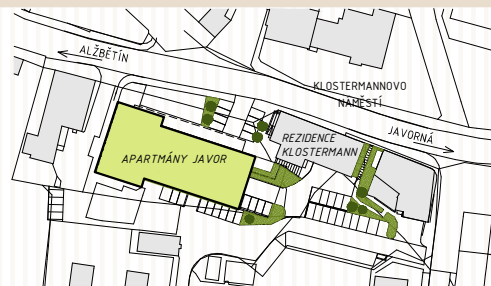 ALŽBĚTÍN
KLOSTERMANNOVO
NÁMĚSTÍ
JAVORNÁ
REZIDENCE
KLOSTERMANN
APARTMÁNY JAVOR